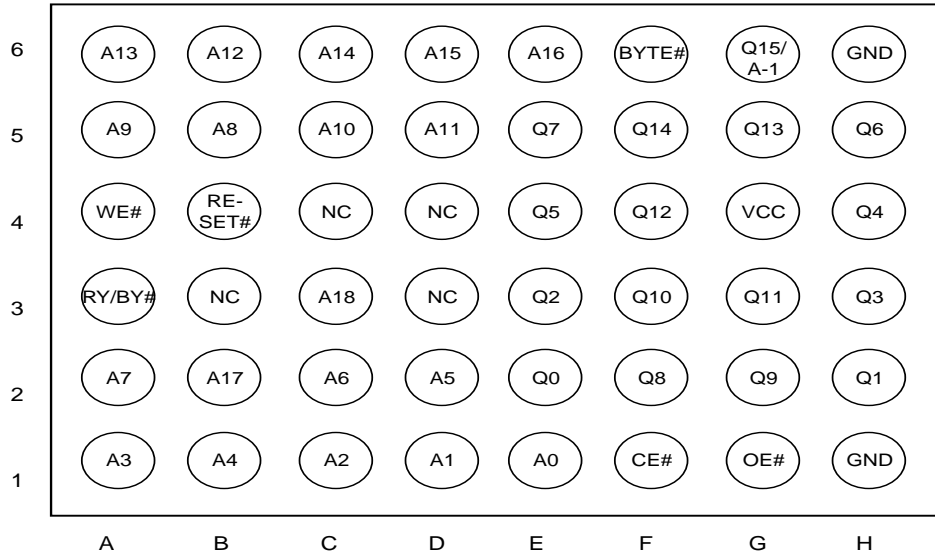 6 A13 A12 A14 A15 A16 BYTE# Q15/ A-1 GND
5 A9 A8 A10 A11 Q7 Q14 Q13 Q6
4 WE# RE- SET# NC NC Q5 Q12 VCC Q4
3 RY/BY# NC A18 NC Q2 Q10 Q11 Q3
2 A7 A17 A6 A5 Q0 Q8 Q9 Q1
1 A3 A4 A2 A1 A0 CE# OE# GND
A B C D E F G H